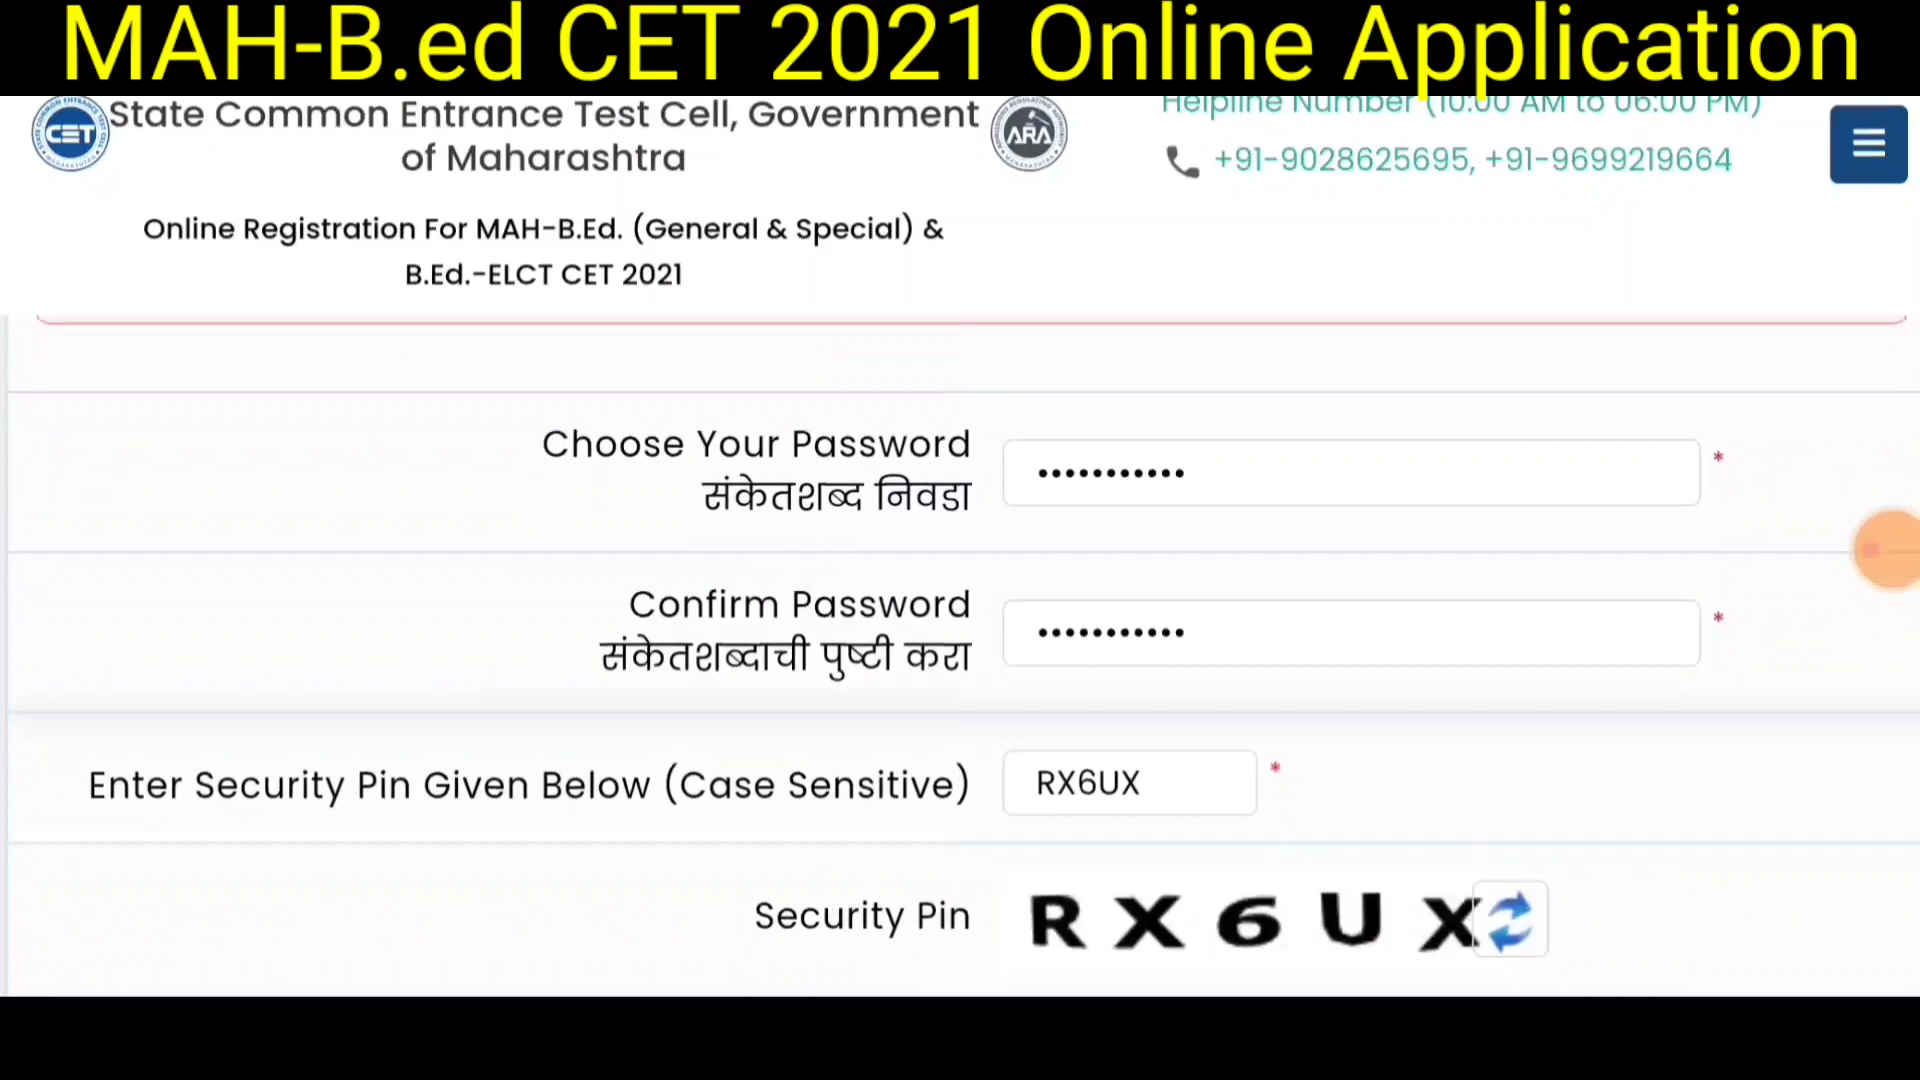 MAH-B.ed CET 2021 Online Application
State Common Entrance Test Cell, Government
of Maharashtra
CET
ARA
Helpline Number (10:00 AM to 06:00 PM)
+91-9028625695, +91-9699219664
Online Registration For MAH-B.Ed. (General & Special) &
B.Ed.-ELCT CET 2021
Choose Your Password
संकेतशब्द निवडा
••••••••••• *
Confirm Password
संकेतशब्दाची पुष्टी करा
••••••••••• *
Enter Security Pin Given Below (Case Sensitive)
RX6UX *
Security Pin
R X 6 U X